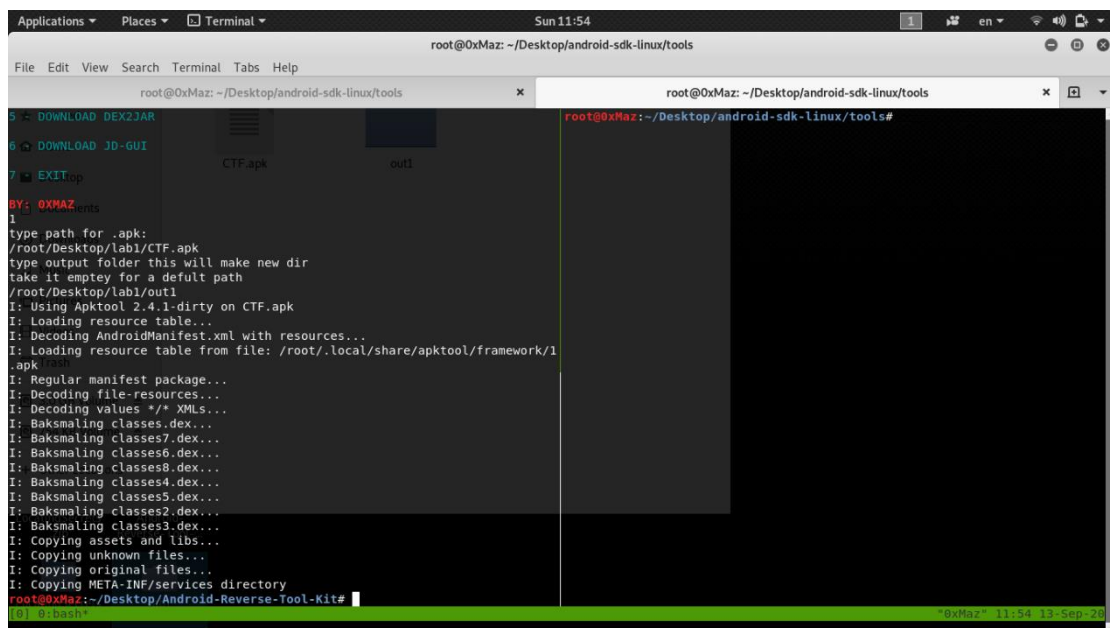 Applications Places Terminal Sun 11:54 1 en
root@0xMaz: ~/Desktop/android-sdk-linux/tools
File Edit View Search Terminal Tabs Help
root@0xMaz: ~/Desktop/android-sdk-linux/tools × root@0xMaz: ~/Desktop/android-sdk-linux/tools ×
5 DOWNLOAD DEX2JAR
6 DOWNLOAD JD-GUI
CTF.apk out1
7 EXIT
BY: 0XMAZ
1
type path for .apk:
/root/Desktop/lab1/CTF.apk
type output folder this will make new dir
take it emptey for a defult path
/root/Desktop/lab1/out1
I: Using Apktool 2.4.1-dirty on CTF.apk
I: Loading resource table...
I: Decoding AndroidManifest.xml with resources...
I: Loading resource table from file: /root/.local/share/apktool/framework/1
.apk
I: Regular manifest package...
I: Decoding file-resources...
I: Decoding values */* XMLs...
I: Baksmaling classes.dex...
I: Baksmaling classes7.dex...
I: Baksmaling classes6.dex...
I: Baksmaling classes8.dex...
I: Baksmaling classes4.dex...
I: Baksmaling classes5.dex...
I: Baksmaling classes2.dex...
I: Baksmaling classes3.dex...
I: Copying assets and libs...
I: Copying unknown files...
I: Copying original files...
I: Copying META-INF/services directory
root@0xMaz:~/Desktop/Android-Reverse-Tool-Kit#
root@0xMaz:~/Desktop/android-sdk-linux/tools#
[0] 0:bash* "0xMaz" 11:54 13-Sep-20